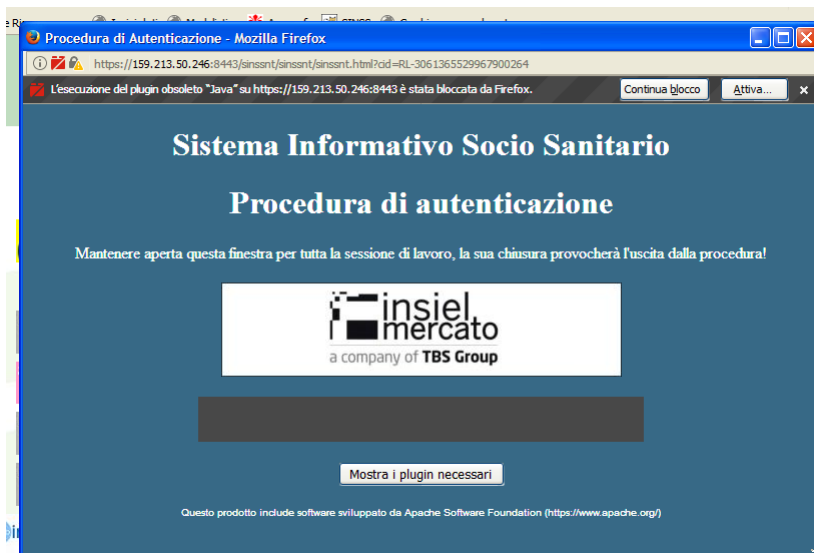 Procedura di Autenticazione - Mozilla Firefox
https://159.213.50.246:8443/sinssnt/sinssnt/sinssnt.html?cid=RL-3061365529967900264
L'esecuzione del plugin obsoleto "Java" su https://159.213.50.246:8443 è stata bloccata da Firefox. Continua blocco Attiva...
Sistema Informativo Socio Sanitario
Procedura di autenticazione
Mantenere aperta questa finestra per tutta la sessione di lavoro, la sua chiusura provocherà l'uscita dalla procedura!
insiel
mercato
a company of TBS Group
Mostra i plugin necessari
Questo prodotto include software sviluppato da Apache Software Foundation (https://www.apache.org/)